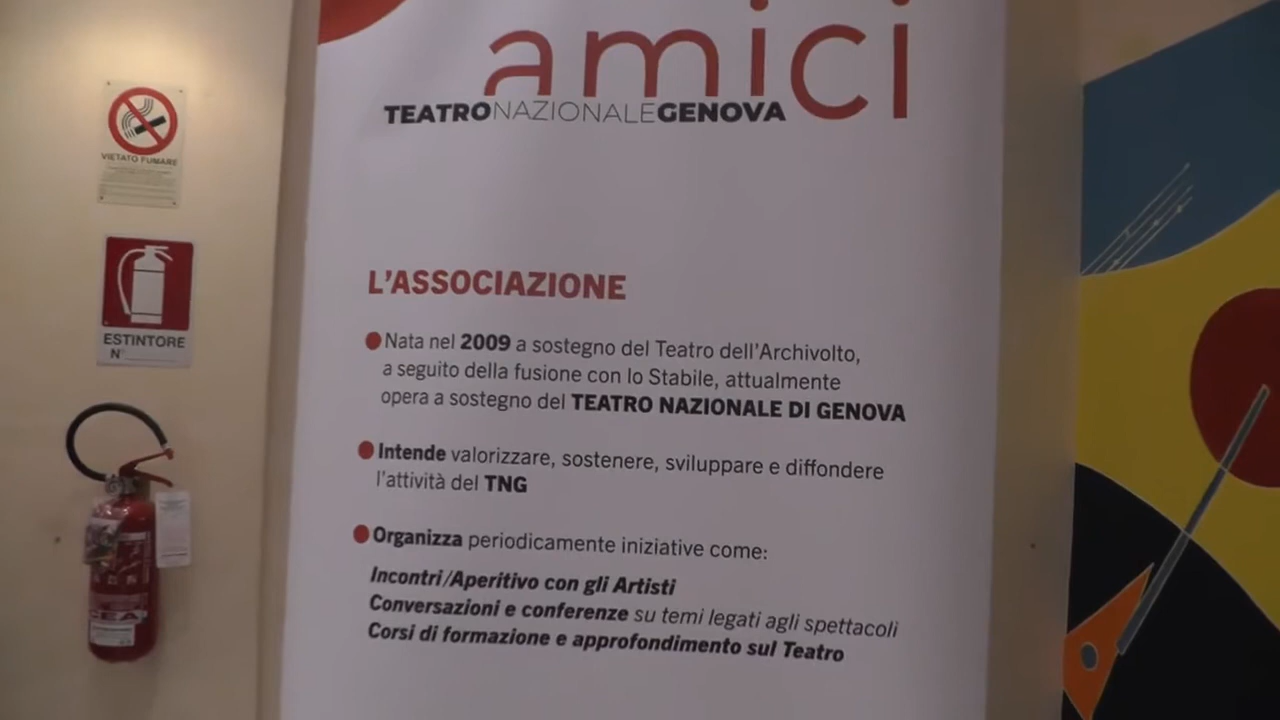 amici
TEATRONAZIONALEGENOVA
VIETATO FUMARE
ESTINTORE
N°
L'ASSOCIAZIONE
Nata nel 2009 a sostegno del Teatro dell'Archivolto,
a seguito della fusione con lo Stabile, attualmente
opera a sostegno del TEATRO NAZIONALE DI GENOVA
Intende valorizzare, sostenere, sviluppare e diffondere
l'attività del TNG
Organizza periodicamente iniziative come:
Incontri/Aperitivo con gli Artisti
Conversazioni e conferenze su temi legati agli spettacoli
Corsi di formazione e approfondimento sul Teatro
CEA